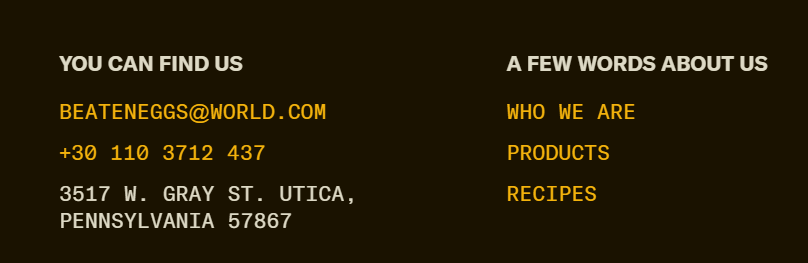 YOU CAN FIND US
BEATENEGGS@WORLD.COM
+30 110 3712 437
3517 W. GRAY ST. UTICA,
PENNSYLVANIA 57867
A FEW WORDS ABOUT US
WHO WE ARE
PRODUCTS
RECIPES